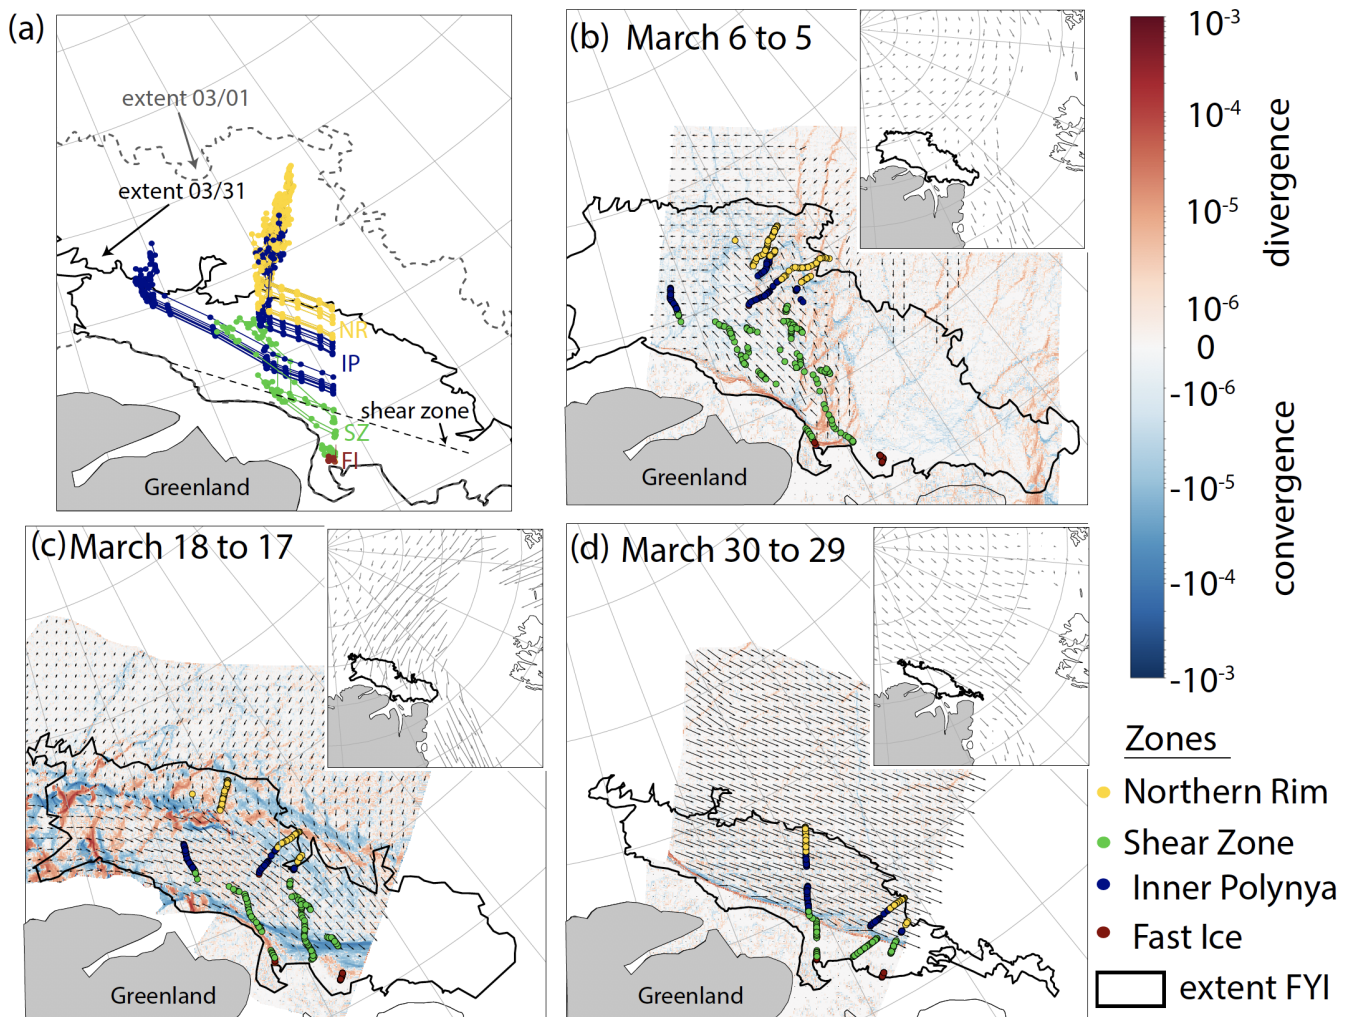 (a)
extent 03/01
extent 03/31
NR
IP
shear zone
SZ
FI
Greenland
(b) March 6 to 5
Greenland
(c) March 18 to 17
Greenland
(d) March 30 to 29
Greenland
10-3
10-4
10-5
10-6
0
-10-6
-10-5
-10-4
-10-3
divergence
convergence
Zones
Northern Rim
Shear Zone
Inner Polynya
Fast Ice
extent FYI